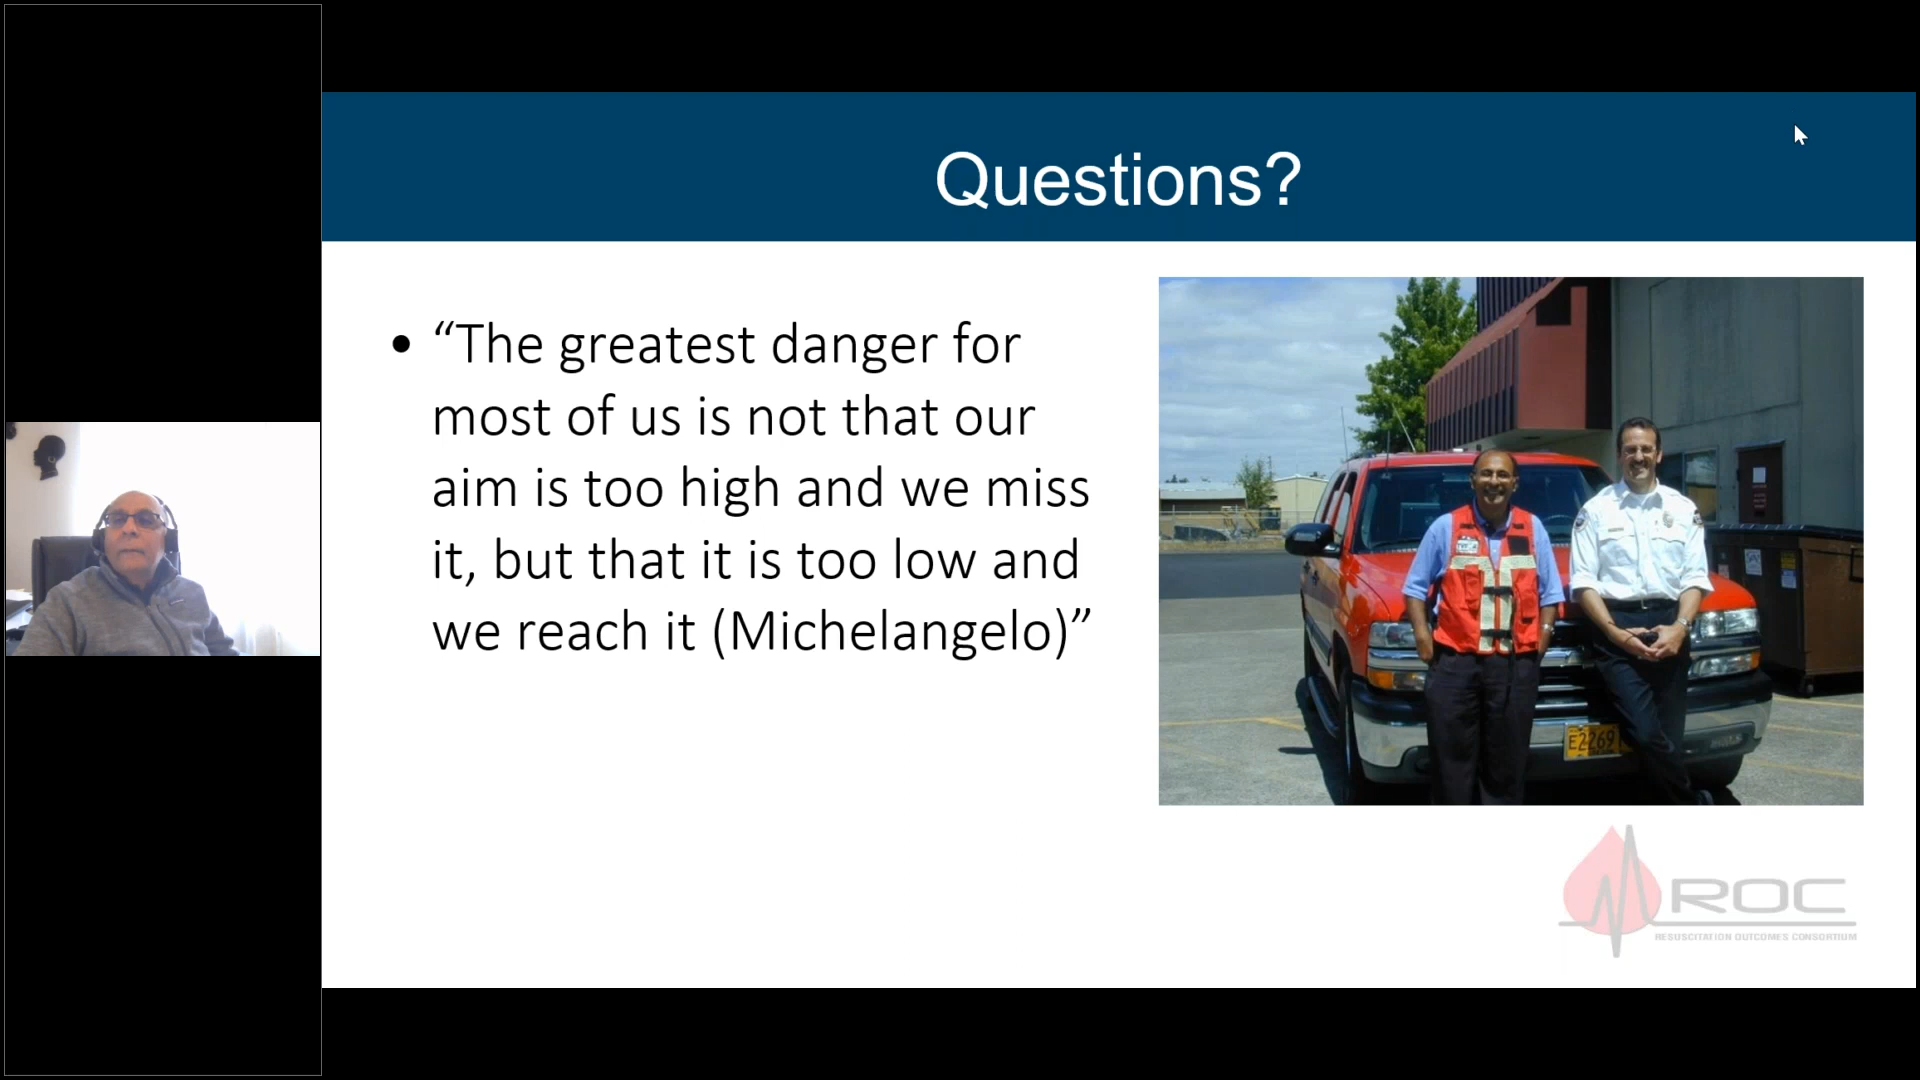 Questions?
• “The greatest danger for
most of us is not that our
aim is too high and we miss
it, but that it is too low and
we reach it (Michelangelo)”
E2269
ROC
RESUSCITATION OUTCOMES CONSORTIUM